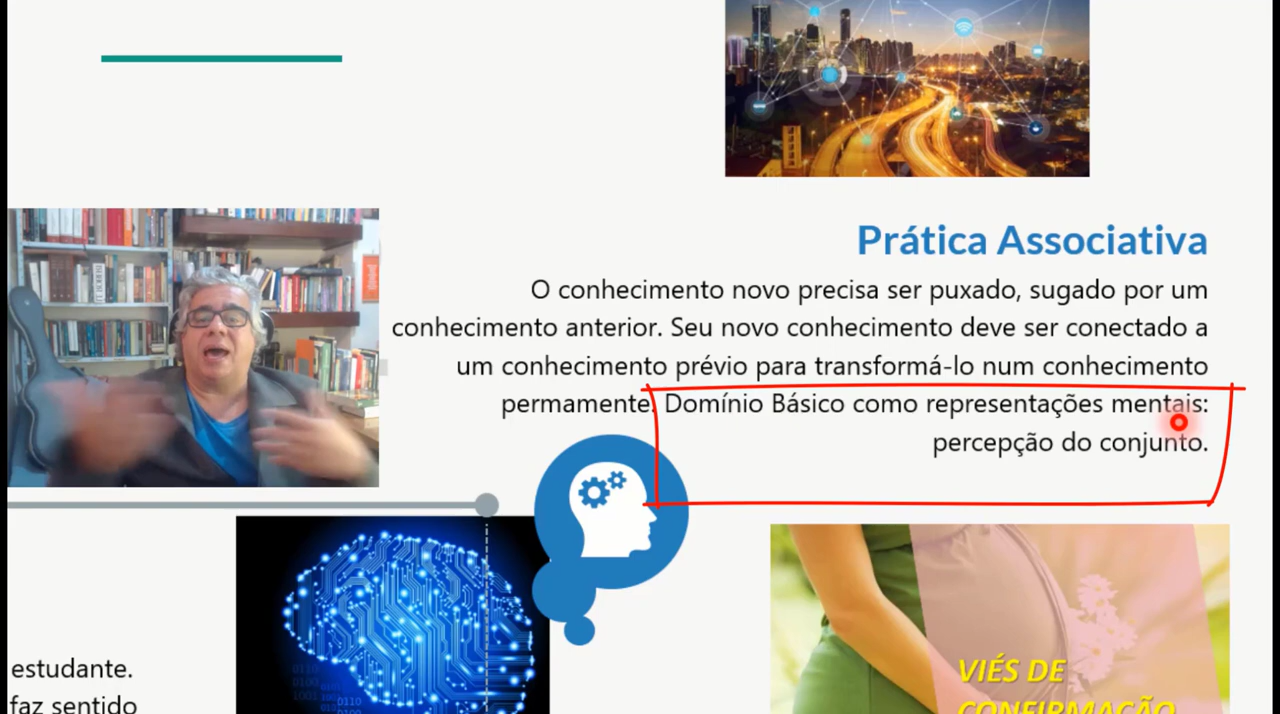 Prática Associativa
O conhecimento novo precisa ser puxado, sugado por um
conhecimento anterior. Seu novo conhecimento deve ser conectado a
um conhecimento prévio para transformá-lo num conhecimento
permamente. Domínio Básico como representações mentais:
percepção do conjunto.
estudante.
faz sentido
VIÉS DE
CONFIRMAÇÃO